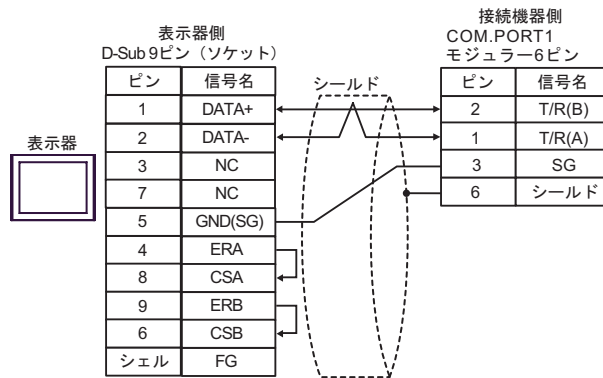 接続機器側
COM.PORT1
モジュラー6ピン
表示器側
D-Sub 9ピン（ソケット）
ピン 信号名
1 DATA+
2 DATA-
3 NC
7 NC
5 GND(SG)
4 ERA
8 CSA
9 ERB
6 CSB
シェル FG
表示器
シールド
ピン 信号名
2 T/R(B)
1 T/R(A)
3 SG
6 シールド